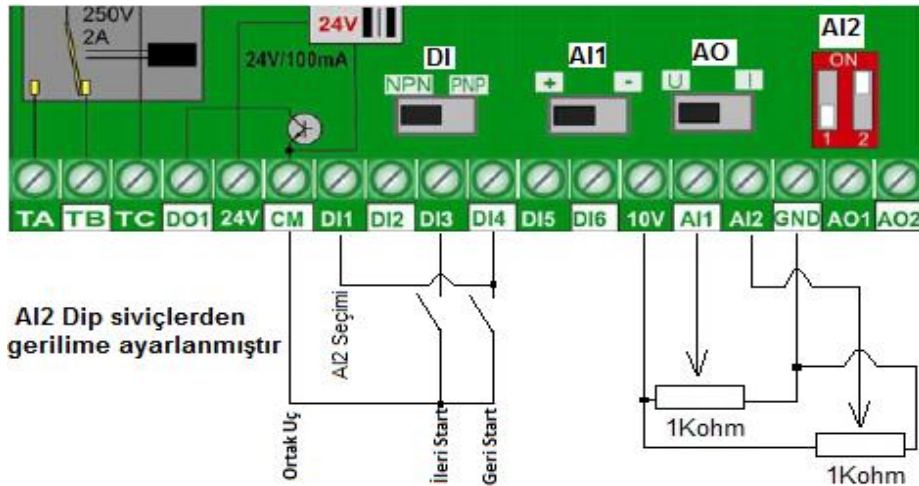 250V
2A
24V
24V/100mA
DI
NPN PNP
AI1
+ -
AO
U I
AI2
ON
1 2
TA TB TC DO1 24V CM DI1 DI2 DI3 DI4 DI5 DI6 10V AI1 AI2 GND AO1 AO2
AI2 Dip siviçlerden
gerilime ayarlanmıştır
AI2 Seçimi
Ortak Uç
İleri Start
Geri Start
1Kohm
1Kohm